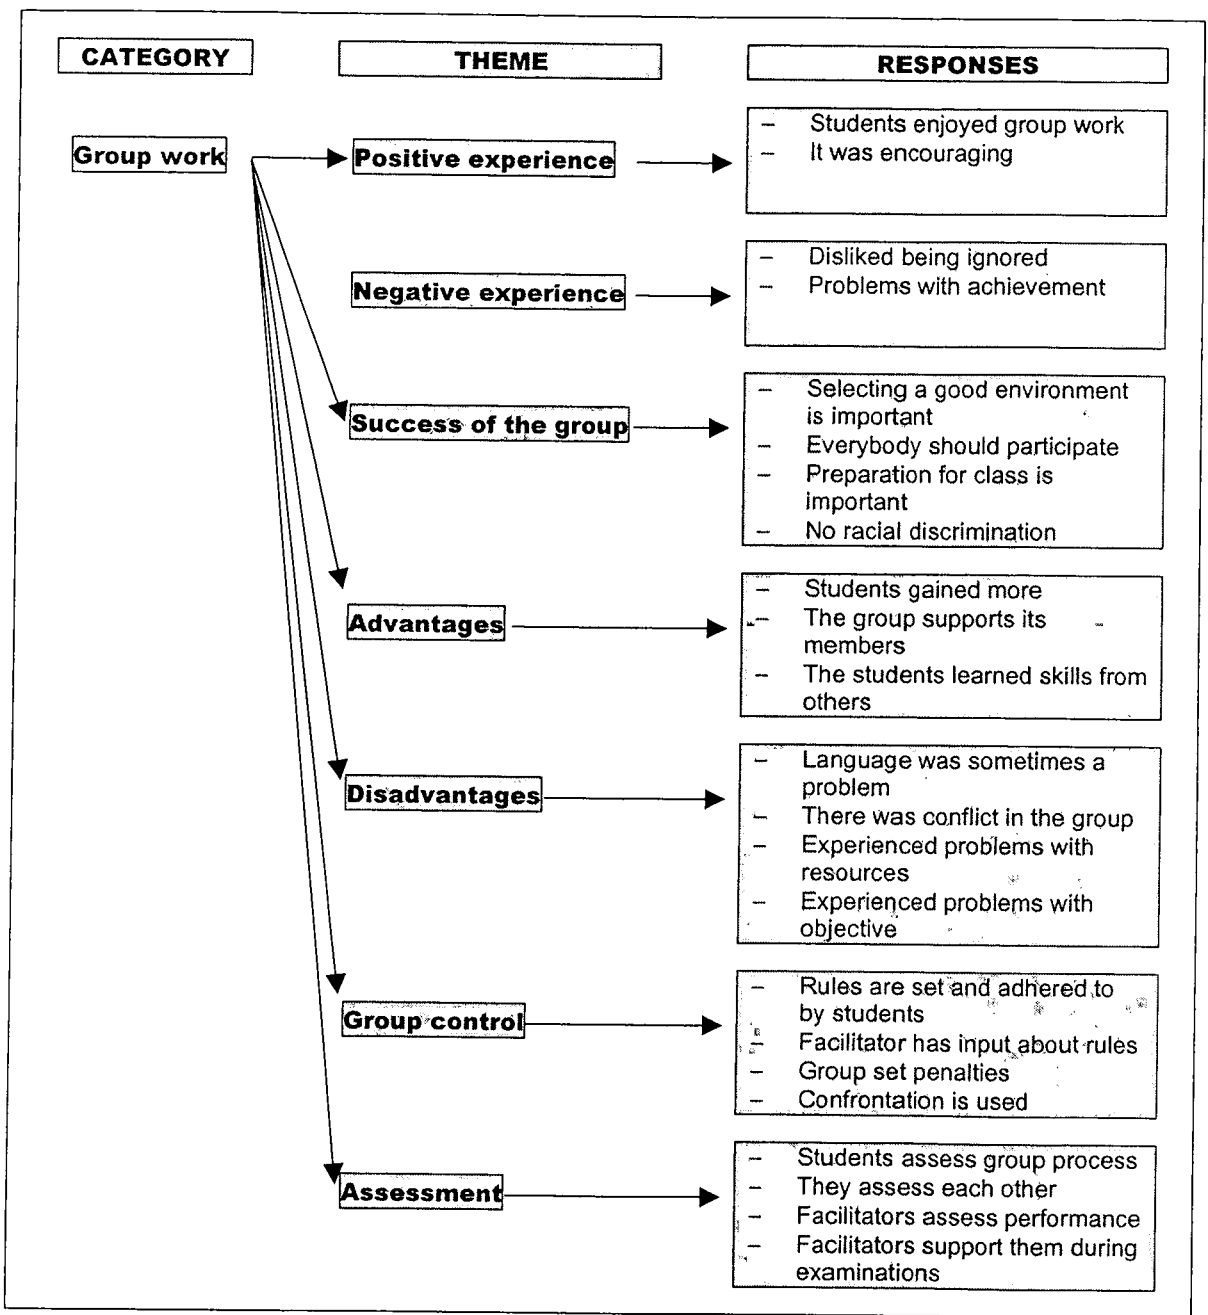 CATEGORY
THEME
RESPONSES
Group work
Positive experience
– Students enjoyed group work
– It was encouraging
Negative experience
– Disliked being ignored
– Problems with achievement
Success of the group
– Selecting a good environment
is important
– Everybody should participate
– Preparation for class is
important
– No racial discrimination
Advantages
– Students gained more
– The group supports its
members
– The students learned skills from
others
Disadvantages
– Language was sometimes a
problem
– There was conflict in the group
– Experienced problems with
resources
– Experienced problems with
objective
Group control
– Rules are set and adhered to
by students
– Facilitator has input about rules
– Group set penalties
– Confrontation is used
Assessment
– Students assess group process
– They assess each other
– Facilitators assess performance
– Facilitators support them during
examinations